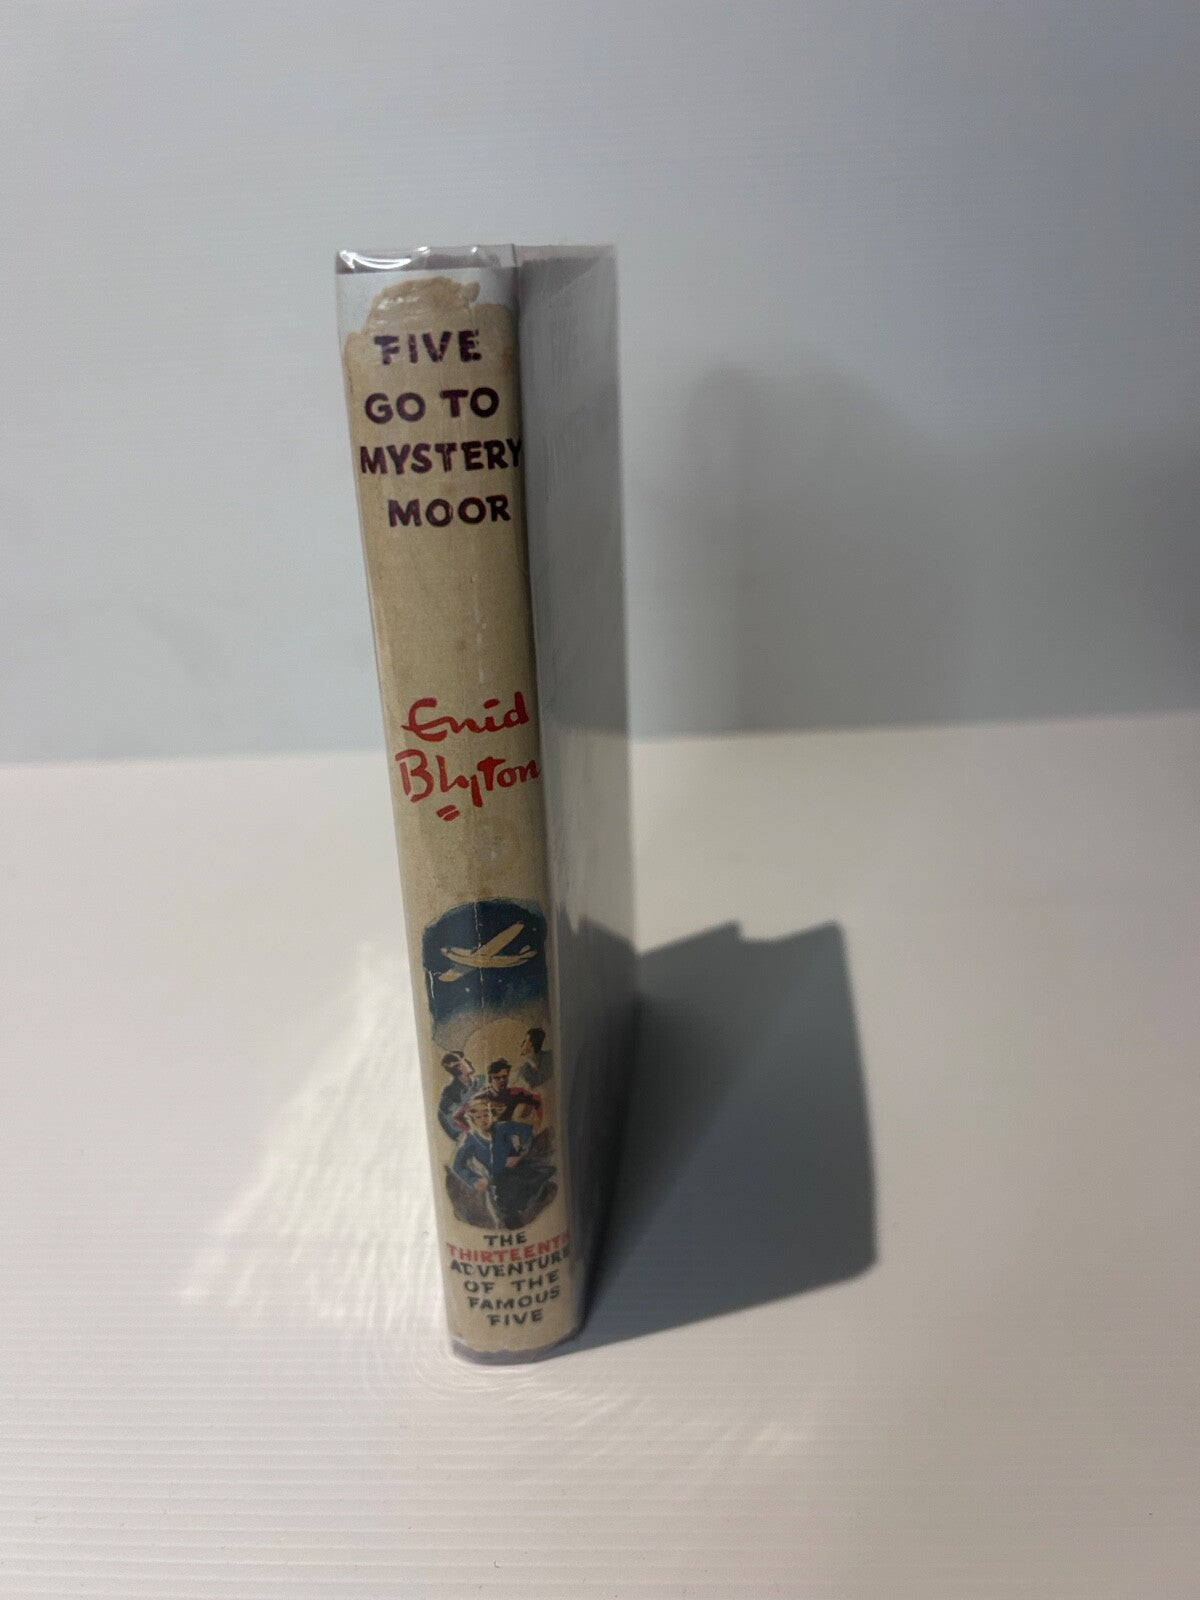 FIVE
GO TO
MYSTERY
MOOR
Enid
Blyton
THE
THIRTEENTH
ADVENTURE
OF THE
FAMOUS
FIVE